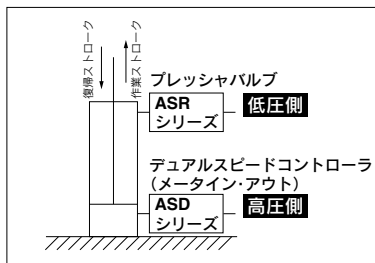 復帰ストローク
作業ストローク
プレッシャバルブ
ASR
シリーズ
低圧側
デュアルスピードコントローラ
(メータイン･アウト)
ASD
シリーズ
高圧側